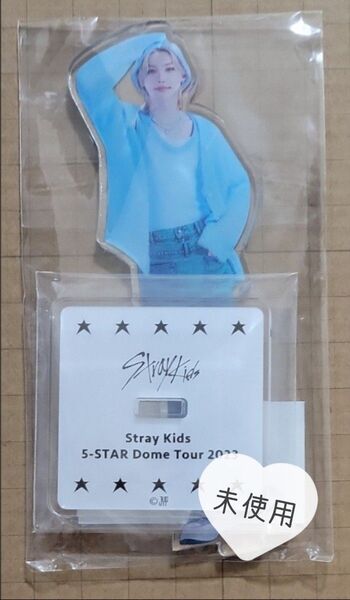 Stray Kids
Stray Kids
5-STAR Dome Tour 2023
©
未使用